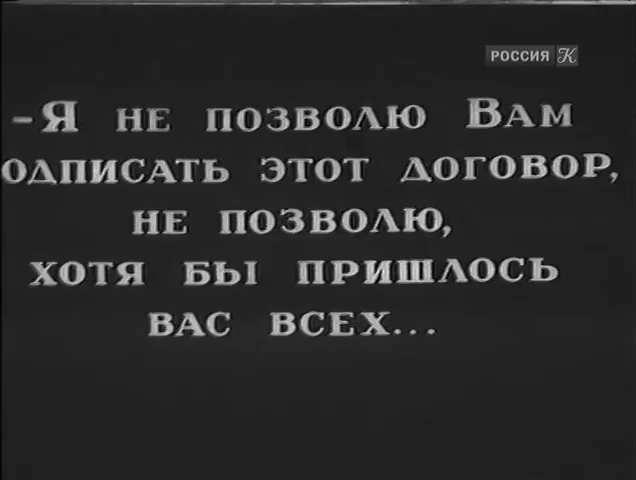 РОССИЯ К
–Я НЕ ПОЗВОЛЮ ВАМ
ОДПИСАТЬ ЭТОТ ДОГОВОР,
НЕ ПОЗВОЛЮ,
ХОТЯ БЫ ПРИШЛОСЬ
ВАС ВСЕХ...